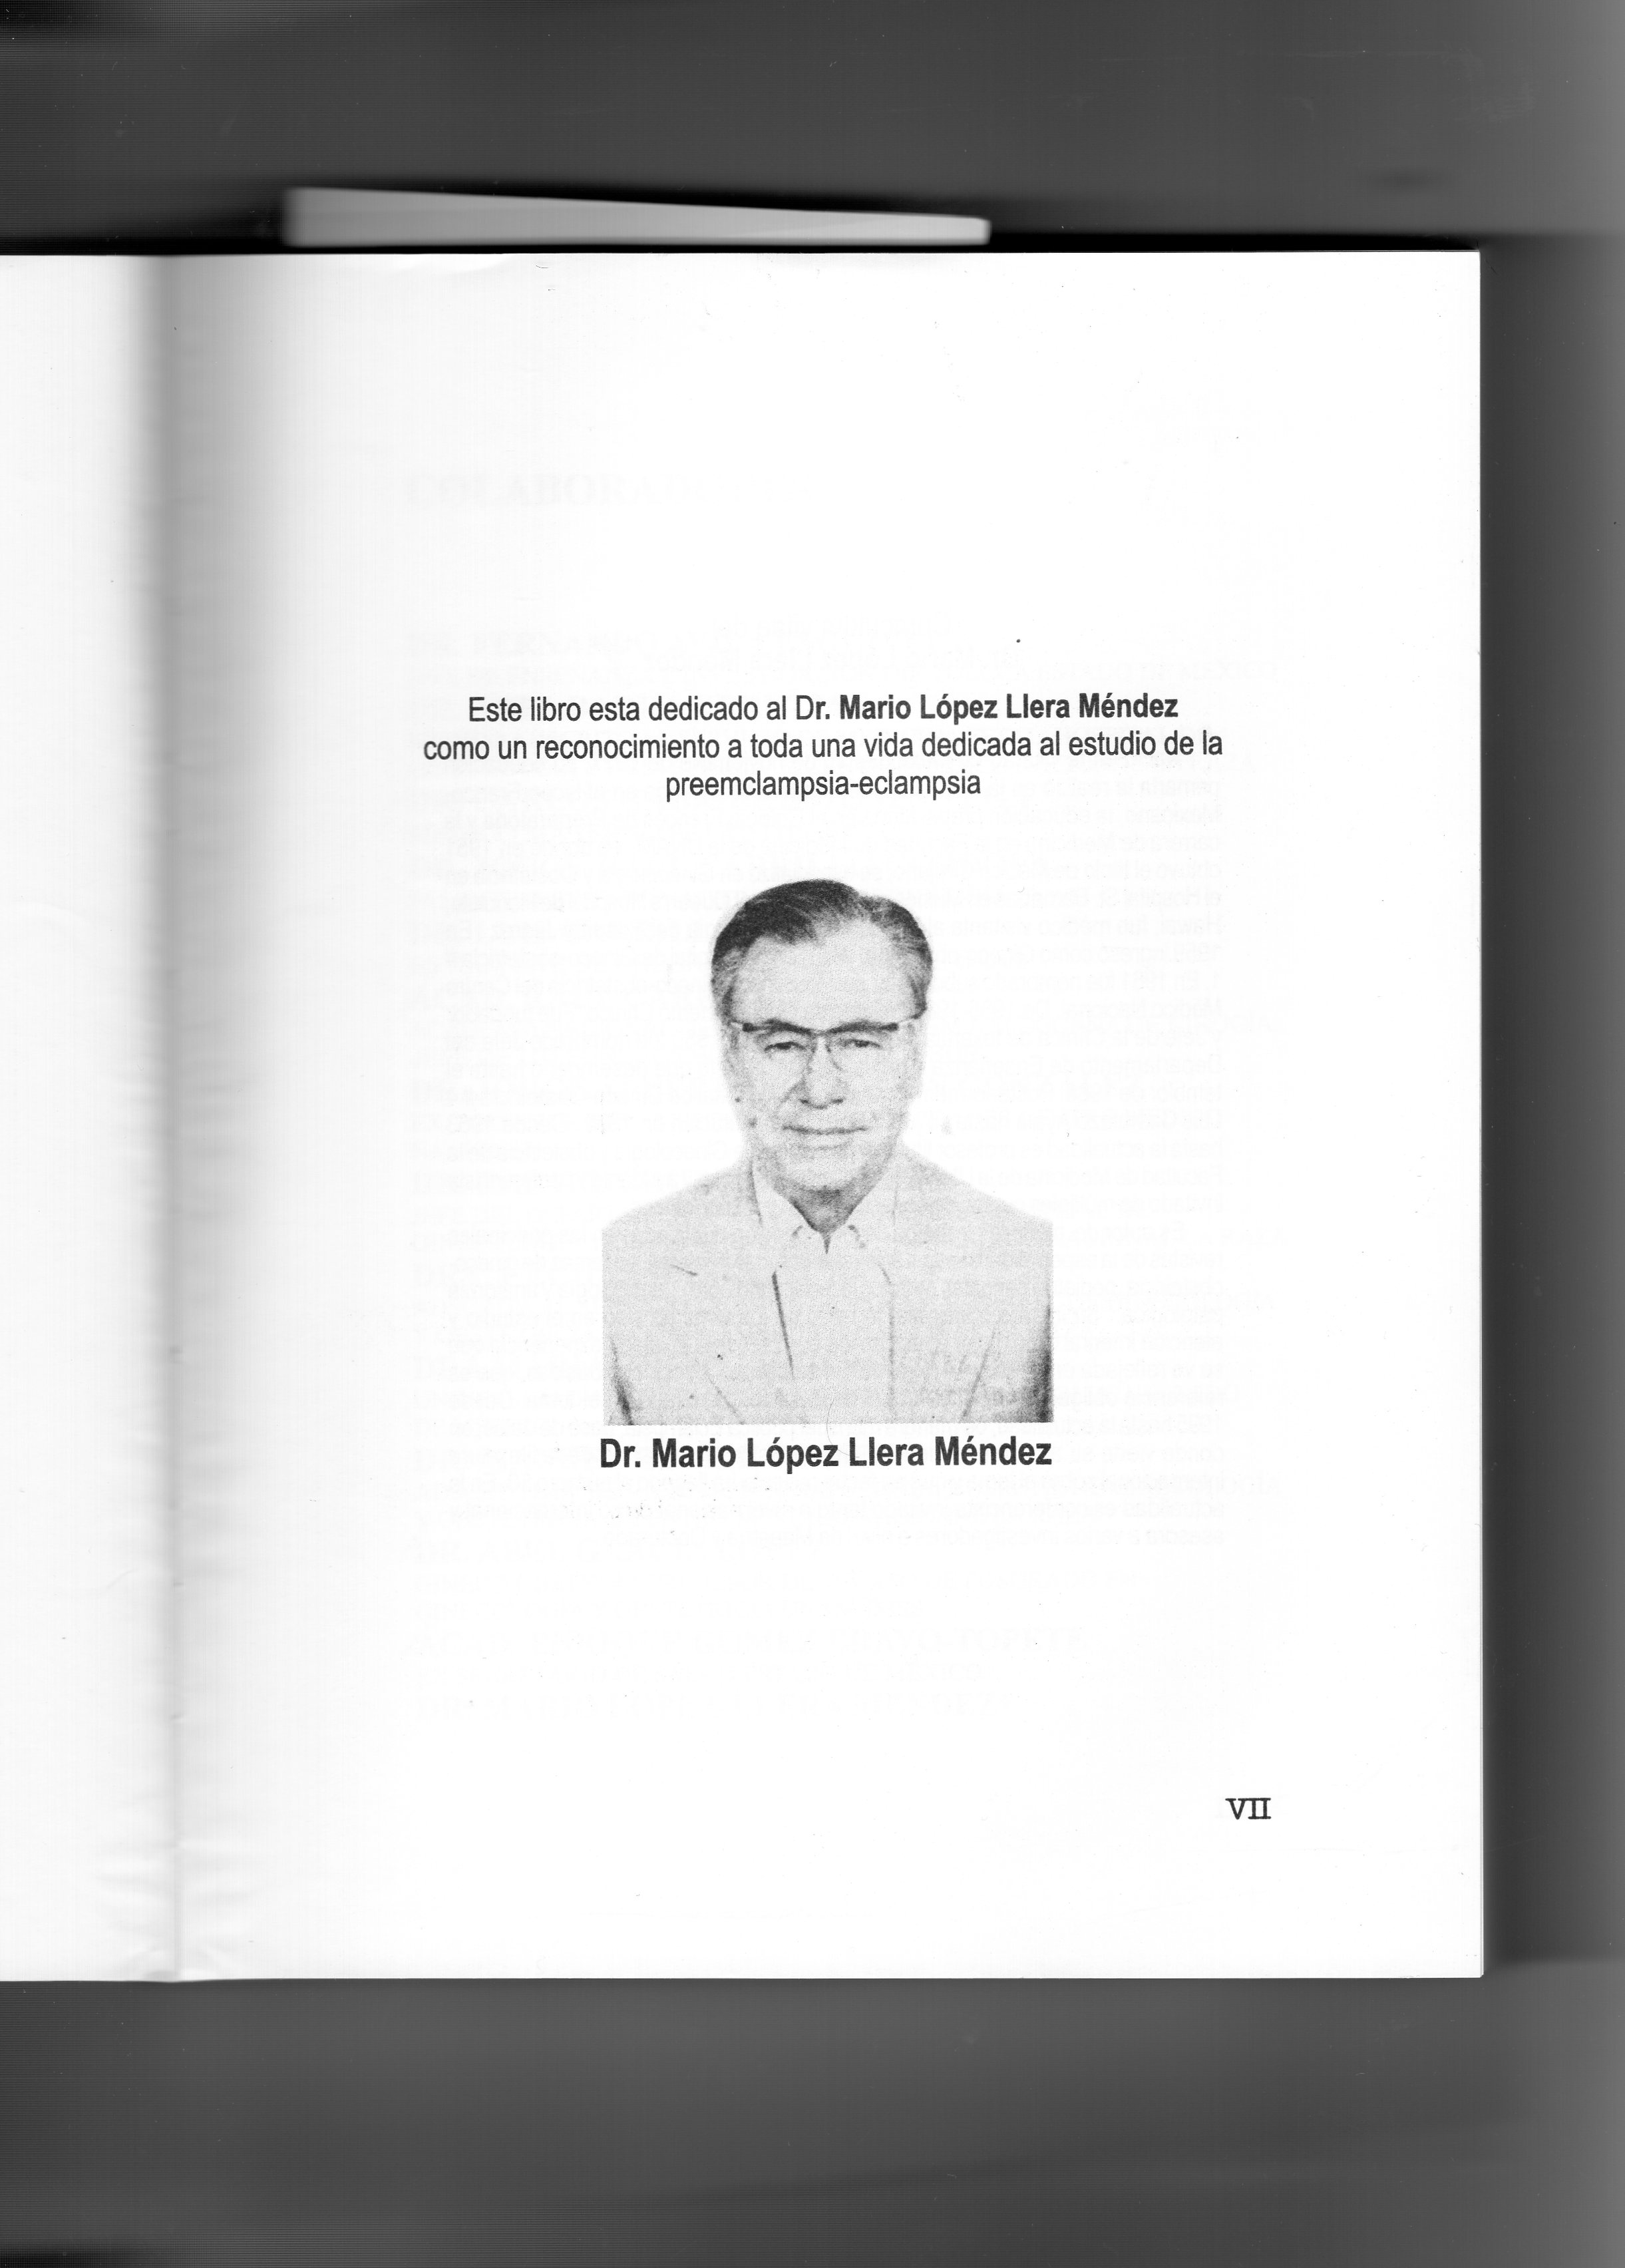 Este libro esta dedicado al Dr. Mario López Llera Méndez
como un reconocimiento a toda una vida dedicada al estudio de la
preemclampsia-eclampsia
Dr. Mario López Llera Méndez
VII